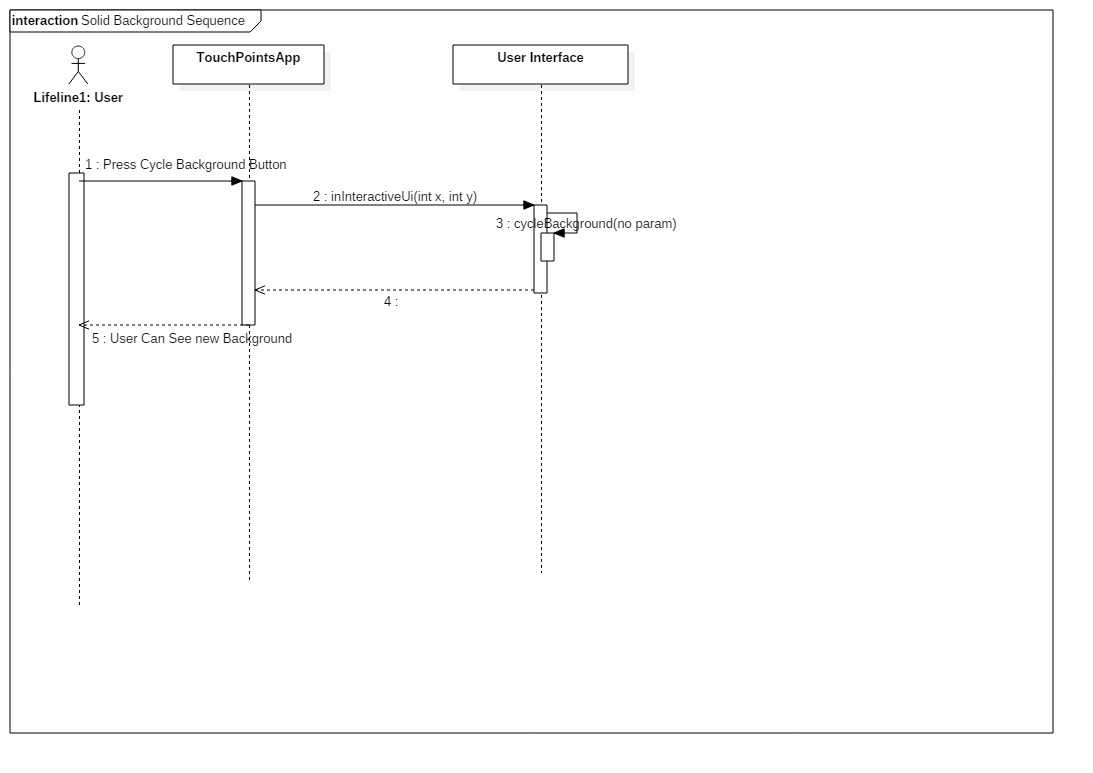 interaction Solid Background Sequence
TouchPointsApp
User Interface
Lifeline1: User
1 : Press Cycle Background Button
2 : inInteractiveUi(int x, int y)
3 : cycleBackground(no param)
4 :
5 : User Can See new Background